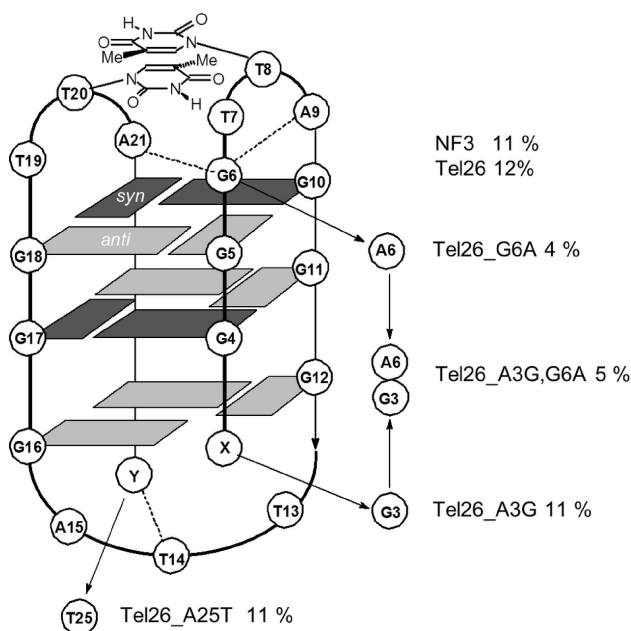 O
H
N
O
N
O
Me
Me
N
O
N
H
O
T8
T20
T7
A9
A21
T19
G6
G10
NF3 11 %
Tel26 12%
syn
anti
G18
G5
A6
Tel26_G6A 4 %
G11
G17
G4
A6
G3
Tel26_A3G,G6A 5 %
G12
G16
X
Y
T13
G3
Tel26_A3G 11 %
A15
T14
T25
Tel26_A25T 11 %